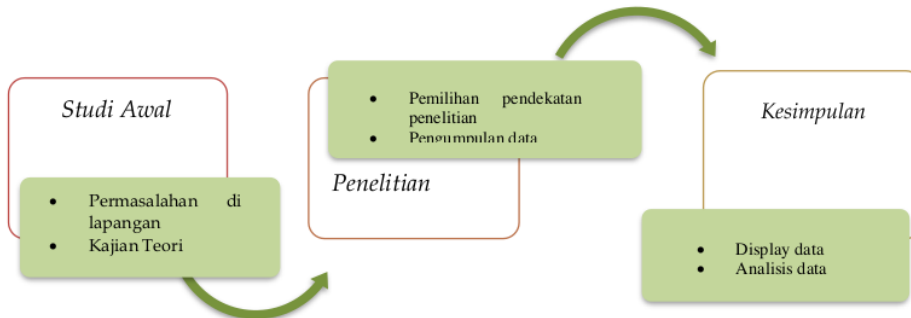 Studi Awal
• Permasalahan di
lapangan
• Kajian Teori
• Pemilihan pendekatan
penelitian
• Pengumpulan data
Penelitian
Kesimpulan
• Display data
• Analisis data